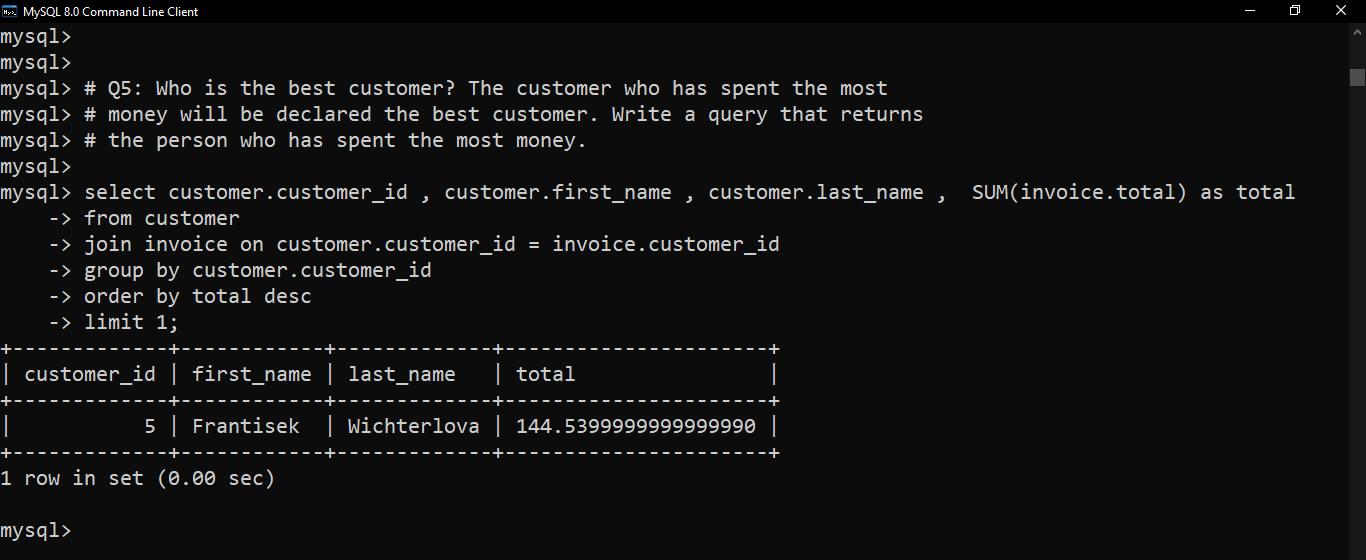 MySQL 8.0 Command Line Client
mysql>
mysql>
mysql> # Q5: Who is the best customer? The customer who has spent the most
mysql> # money will be declared the best customer. Write a query that returns
mysql> # the person who has spent the most money.
mysql>
mysql> select customer.customer_id , customer.first_name , customer.last_name ,  SUM(invoice.total) as total
    -> from customer
    -> join invoice on customer.customer_id = invoice.customer_id
    -> group by customer.customer_id
    -> order by total desc
    -> limit 1;
+-------------+------------+-------------+----------------------+
| customer_id | first_name | last_name   | total                |
+-------------+------------+-------------+----------------------+
|           5 | Frantisek  | Wichterlova | 144.5399999999999990 |
+-------------+------------+-------------+----------------------+
1 row in set (0.00 sec)
mysql>